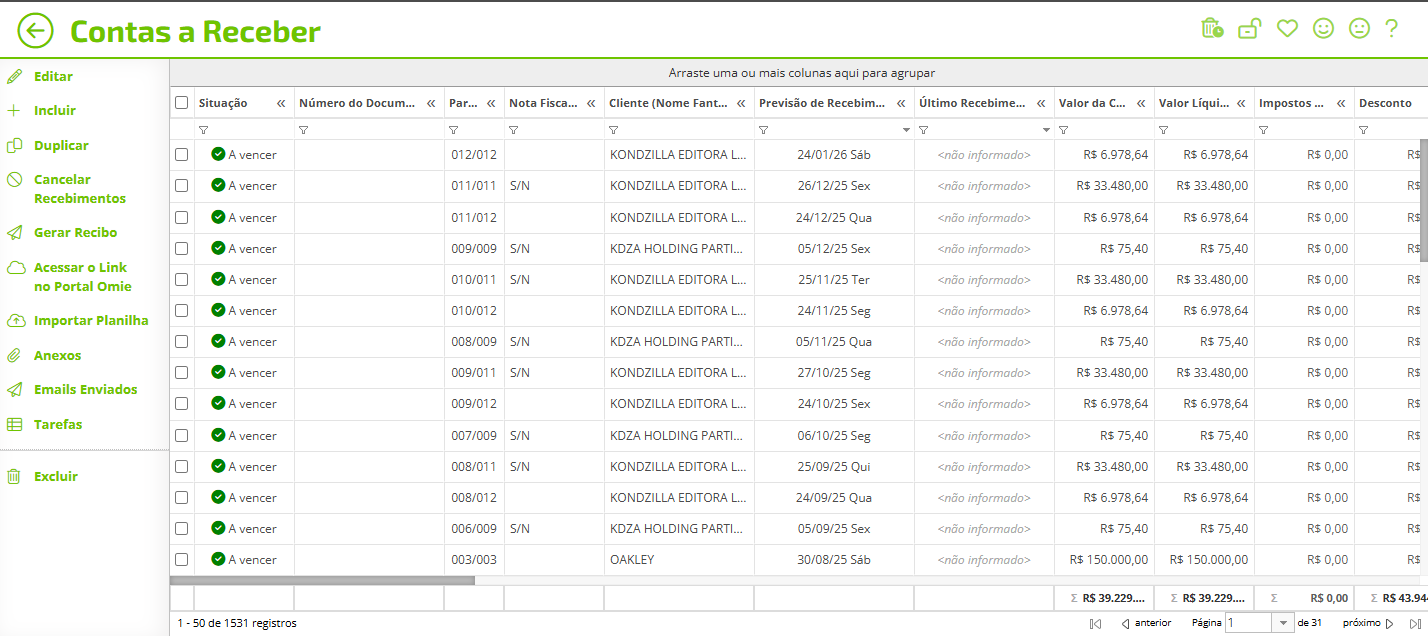 Contas a Receber
?
Editar
Incluir
Duplicar
Cancelar
Recebimentos
Gerar Recibo
Acessar o Link
no Portal Omie
Importar Planilha
Anexos
Emails Enviados
Tarefas
Excluir
Arraste uma ou mais colunas aqui para agrupar
Situação « Número do Docum... « Par... « Nota Fisca... « Cliente (Nome Fant... « Previsão de Recebim... « Último Recebime... « Valor da C... « Valor Líqui... « Impostos ... « Desconto
A vencer 012/012 KONDZILLA EDITORA L... 24/01/26 Sáb <não informado> R$ 6.978,64 R$ 6.978,64 R$ 0,00 R$
A vencer 011/011 S/N KONDZILLA EDITORA L... 26/12/25 Sex <não informado> R$ 33.480,00 R$ 33.480,00 R$ 0,00 R$
A vencer 011/012 KONDZILLA EDITORA L... 24/12/25 Qua <não informado> R$ 6.978,64 R$ 6.978,64 R$ 0,00 R$
A vencer 009/009 S/N KDZA HOLDING PARTI... 05/12/25 Sex <não informado> R$ 75,40 R$ 75,40 R$ 0,00 R$
A vencer 010/011 S/N KONDZILLA EDITORA L... 25/11/25 Ter <não informado> R$ 33.480,00 R$ 33.480,00 R$ 0,00 R$
A vencer 010/012 KONDZILLA EDITORA L... 24/11/25 Seg <não informado> R$ 6.978,64 R$ 6.978,64 R$ 0,00 R$
A vencer 008/009 S/N KDZA HOLDING PARTI... 05/11/25 Qua <não informado> R$ 75,40 R$ 75,40 R$ 0,00 R$
A vencer 009/011 S/N KONDZILLA EDITORA L... 27/10/25 Seg <não informado> R$ 33.480,00 R$ 33.480,00 R$ 0,00 R$
A vencer 009/012 KONDZILLA EDITORA L... 24/10/25 Sex <não informado> R$ 6.978,64 R$ 6.978,64 R$ 0,00 R$
A vencer 007/009 S/N KDZA HOLDING PARTI... 06/10/25 Seg <não informado> R$ 75,40 R$ 75,40 R$ 0,00 R$
A vencer 008/011 S/N KONDZILLA EDITORA L... 25/09/25 Qui <não informado> R$ 33.480,00 R$ 33.480,00 R$ 0,00 R$
A vencer 008/012 KONDZILLA EDITORA L... 24/09/25 Qua <não informado> R$ 6.978,64 R$ 6.978,64 R$ 0,00 R$
A vencer 006/009 S/N KDZA HOLDING PARTI... 05/09/25 Sex <não informado> R$ 75,40 R$ 75,40 R$ 0,00 R$
A vencer 003/003 OAKLEY 30/08/25 Sáb <não informado> R$ 150.000,00 R$ 150.000,00 R$ 0,00 R$
Σ R$ 39.229.... Σ R$ 39.229.... Σ R$ 0,00 Σ R$ 43.944
1 - 50 de 1531 registros anterior Página 1 de 31 próximo